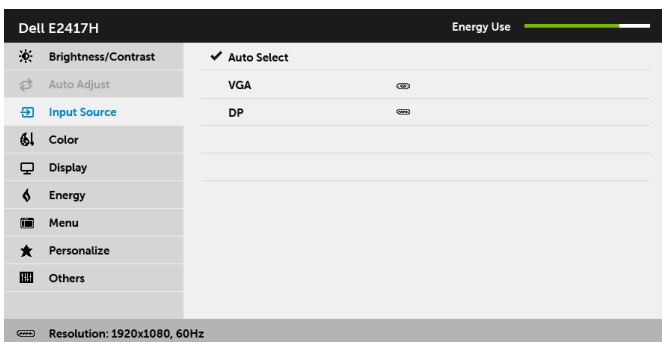 Dell E2417H Energy Use
Brightness/Contrast Auto Select
Auto Adjust VGA
Input Source DP
Color
Display
Energy
Menu
Personalize
Others
Resolution: 1920x1080, 60Hz